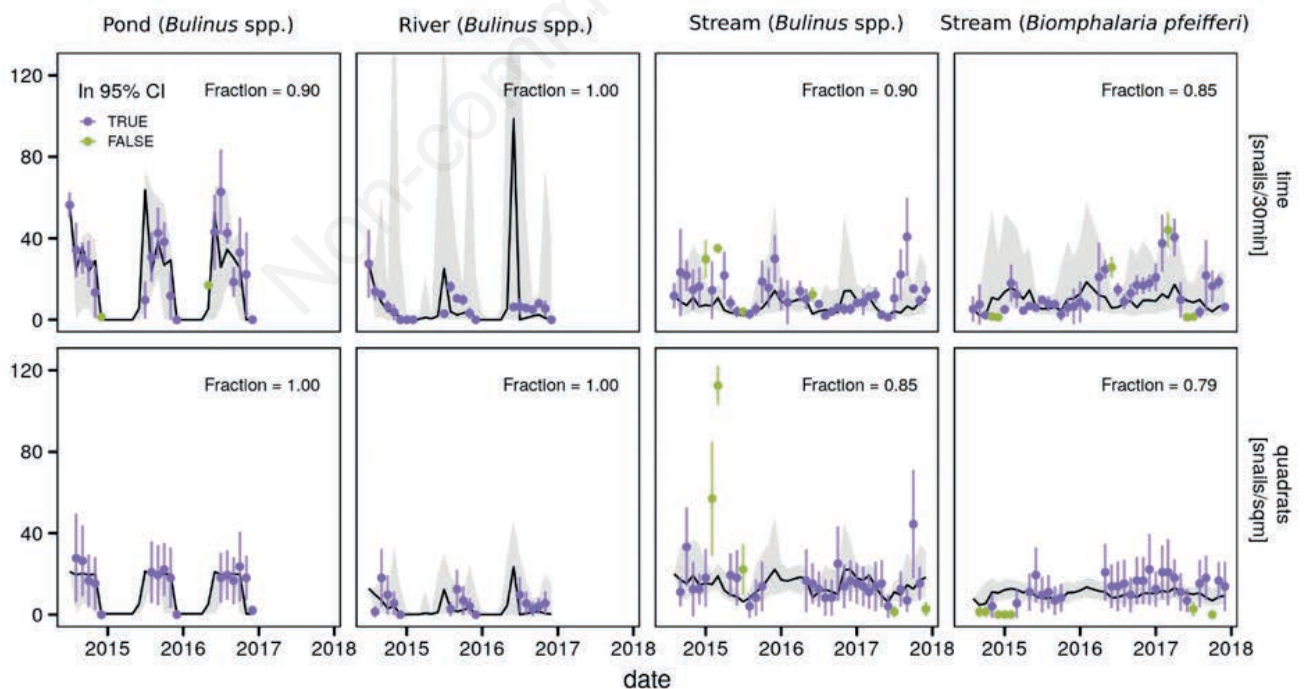 Pond (Bulinus spp.)
River (Bulinus spp.)
Stream (Bulinus spp.)
Stream (Biomphalaria pfeifferi)
120
80
40
0
In 95% CI
TRUE
FALSE
Fraction = 0.90
Fraction = 1.00
Fraction = 0.90
Fraction = 0.85
time
[snails/30min]
120
80
40
0
Fraction = 1.00
Fraction = 1.00
Fraction = 0.85
Fraction = 0.79
quadrats
[snails/sqm]
2015 2016 2017 2018
2015 2016 2017 2018
2015 2016 2017 2018
2015 2016 2017 2018
date
Non-comm